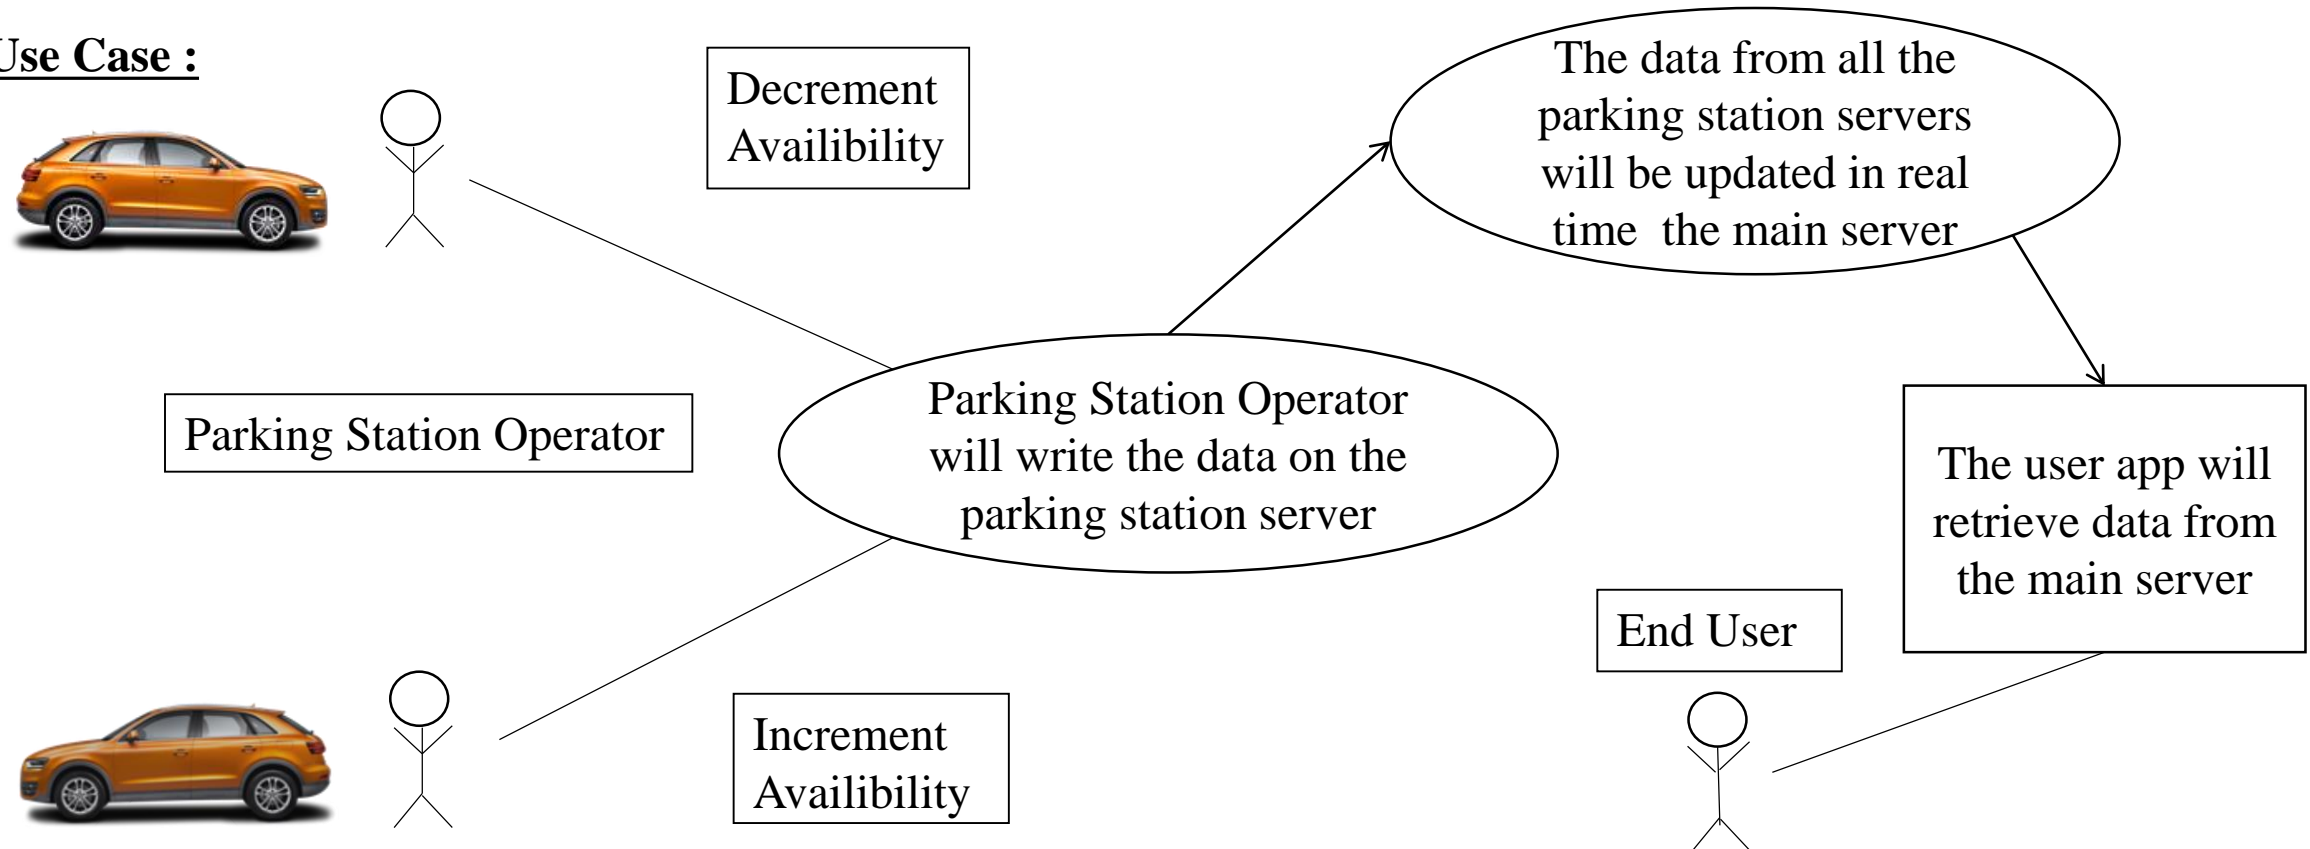 Use Case :
Decrement
Availibility
The data from all the
parking station servers
will be updated in real
time the main server
Parking Station Operator
Parking Station Operator
will write the data on the
parking station server
The user app will
retrieve data from
the main server
End User
Increment
Availibility